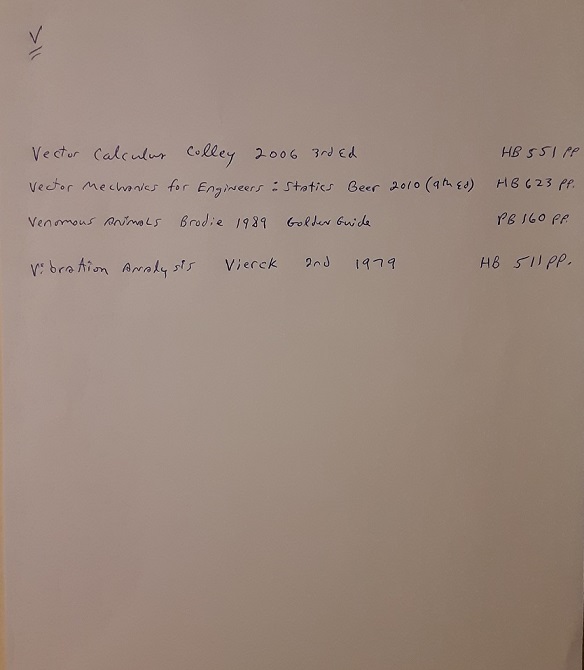 V
Vector Calculus Colley 2006 3rd Ed HB 551 pp
Vector Mechanics for Engineers : Statics Beer 2010 (9th Ed) HB 623 pp.
Venomous Animals Brodie 1989 Golden Guide PB 160 pp
Vibration Analysis Vierck 2nd 1979 HB 511 pp.